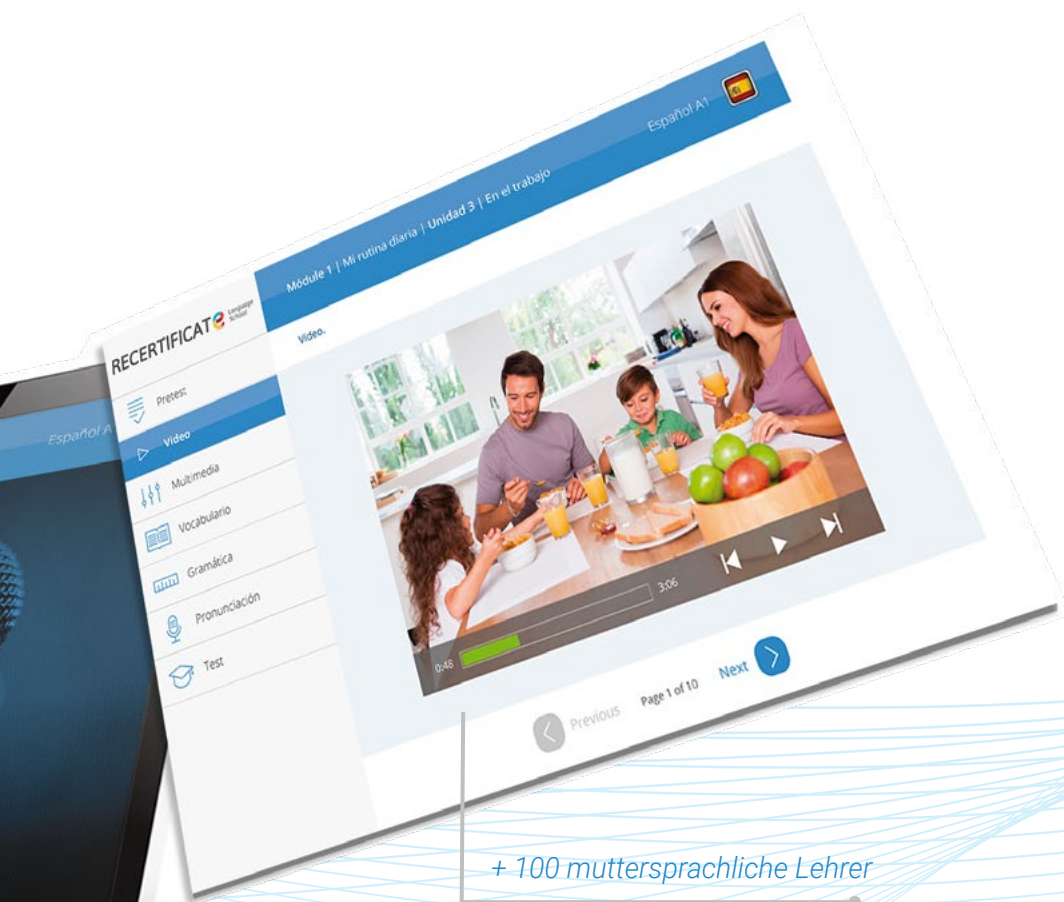 Español A1
Módule 1 | Mi rutina diaria | Unidad 3 | En el trabajo
RECERTIFICATe Language School
Video.
Pretest
Video
Multimedia
Vocabulario
Gramática
Pronunciación
Test
0:48
3:06
Previous
Page 1 of 10
Next
Español A
+ 100 muttersprachliche Lehrer